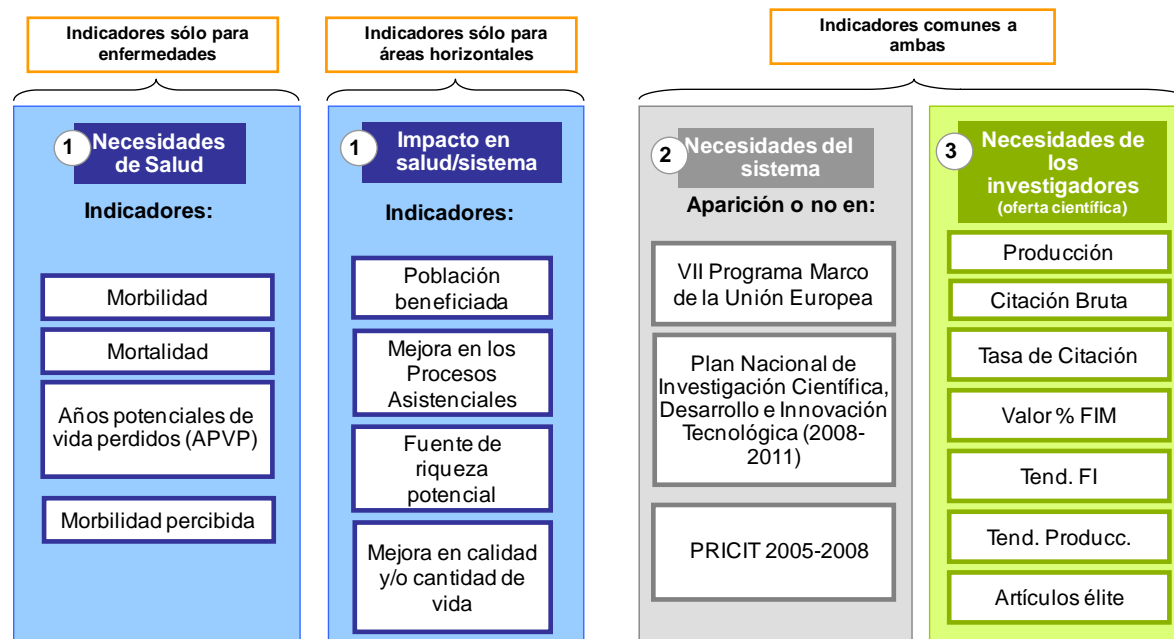 Indicadores sólo para
enfermedades
Indicadores sólo para
áreas horizontales
Indicadores comunes a
ambas
1
Necesidades
de Salud
Indicadores:
Morbilidad
Mortalidad
Años potenciales de
vida perdidos (APVP)
Morbilidad percibida
1
Impacto en
salud/sistema
Indicadores:
Población
beneficiada
Mejora en los
Procesos
Asistenciales
Fuente de
riqueza
potencial
Mejora en calidad
y/o cantidad de
vida
2
Necesidades del
sistema
Aparición o no en:
VII Programa Marco
de la Unión Europea
Plan Nacional de
Investigación Científica,
Desarrollo e Innovación
Tecnológica (2008-
2011)
PRICIT 2005-2008
3
Necesidades de
los
investigadores
(oferta científica)
Producción
Citación Bruta
Tasa de Citación
Valor % FIM
Tend. FI
Tend. Producc.
Artículos élite